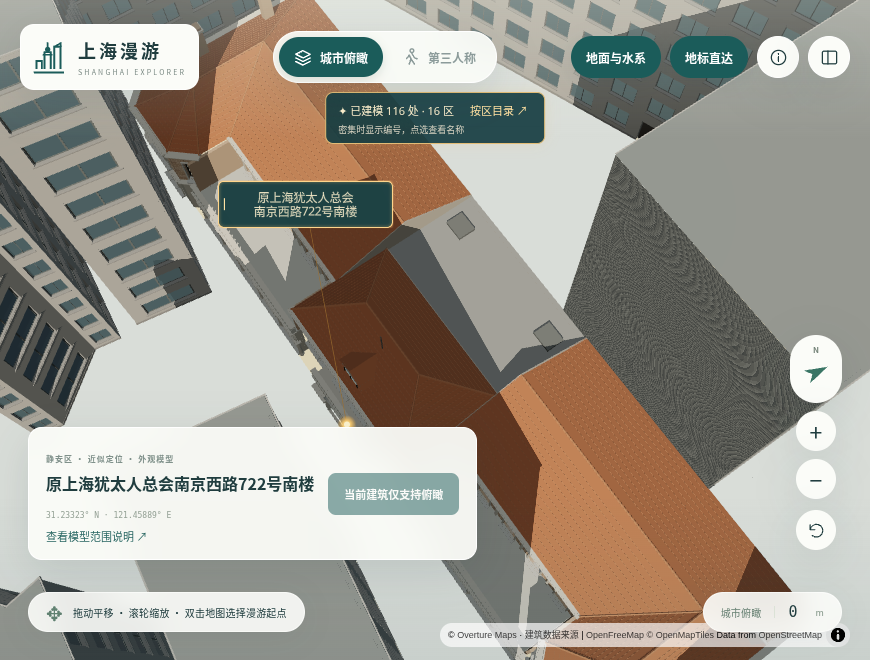 上海漫游
SHANGHAI EXPLORER
城市俯瞰
第三人称
地面与水系
地标直达
✦ 已建模 116 处 · 16 区 按区目录 ↗
密集时显示编号，点选查看名称
原上海犹太人总会
南京西路722号南楼
N
+
−
静安区 · 近似定位 · 外观模型
原上海犹太人总会南京西路722号南楼
当前建筑仅支持俯瞰
31.23323° N · 121.45889° E
查看模型范围说明 ↗
拖动平移 · 滚轮缩放 · 双击地图选择漫游起点
城市俯瞰 0 m
© Overture Maps · 建筑数据来源 | OpenFreeMap © OpenMapTiles Data from OpenStreetMap